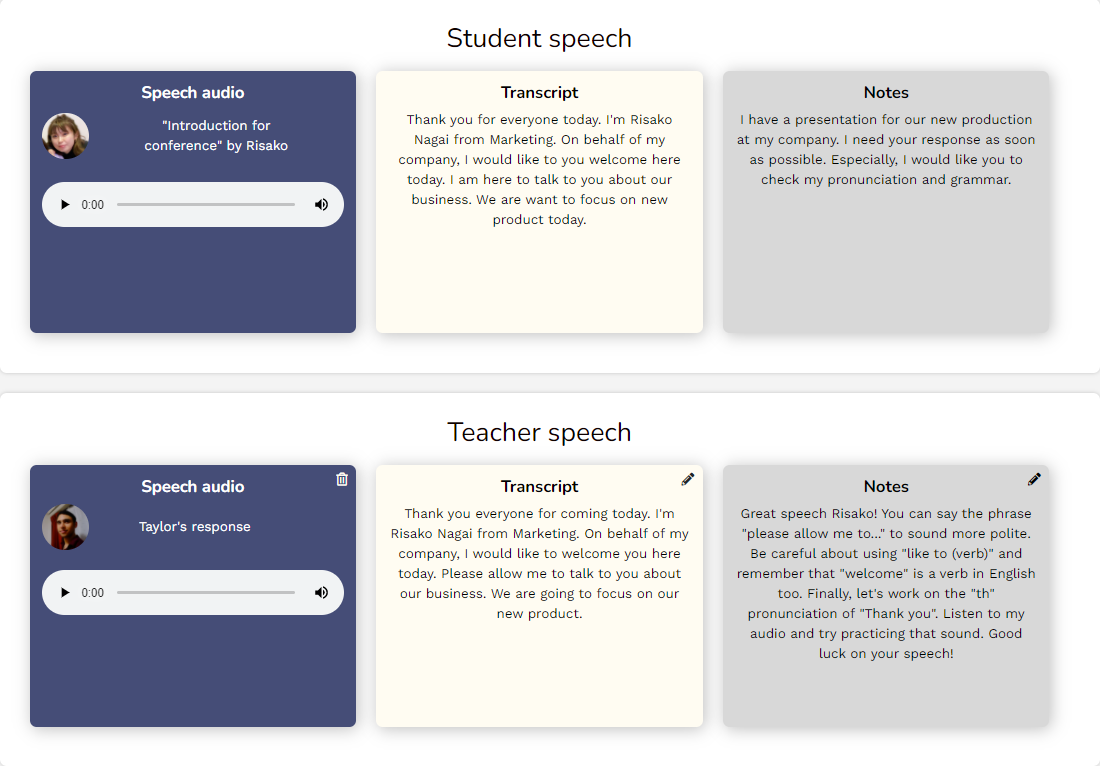 Student speech
Speech audio
"Introduction for
conference" by Risako
0:00
Transcript
Thank you for everyone today. I'm Risako
Nagai from Marketing. On behalf of my
company, I would like to you welcome here
today. I am here to talk to you about our
business. We are want to focus on new
product today.
Notes
I have a presentation for our new production
at my company. I need your response as soon
as possible. Especially, I would like you to
check my pronunciation and grammar.
Teacher speech
Speech audio
Taylor's response
0:00
Transcript
Thank you everyone for coming today. I'm
Risako Nagai from Marketing. On behalf of my
company, I would like to welcome you here
today. Please allow me to talk to you about
our business. We are going to focus on our
new product.
Notes
Great speech Risako! You can say the phrase
"please allow me to..." to sound more polite.
Be careful about using "like to (verb)" and
remember that "welcome" is a verb in English
too. Finally, let's work on the "th"
pronunciation of "Thank you". Listen to my
audio and try practicing that sound. Good
luck on your speech!